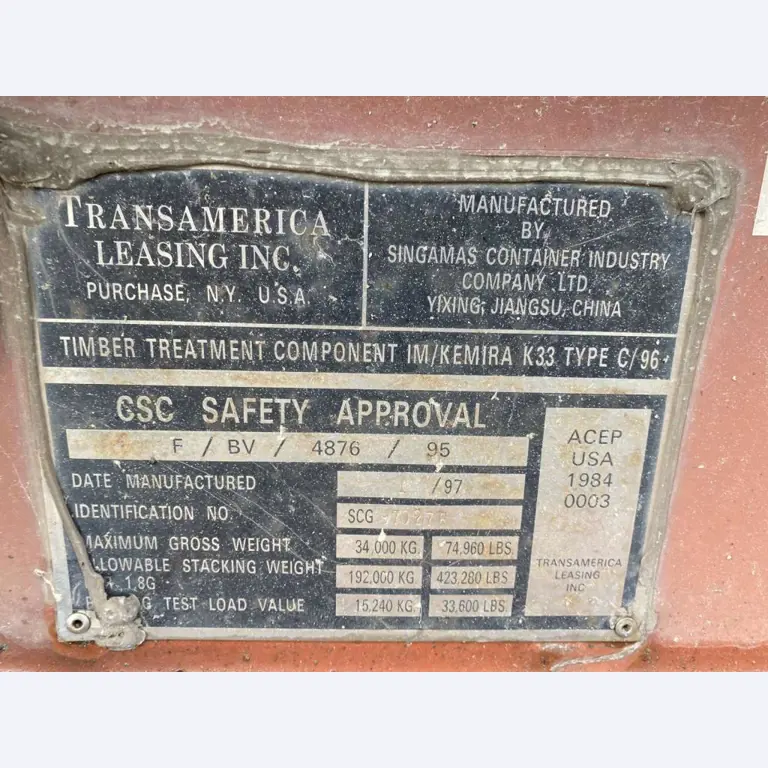 TRANSAMERICA
LEASING INC.
PURCHASE, N.Y. U.S.A.
MANUFACTURED
BY
SINGAMAS CONTAINER INDUSTRY
COMPANY LTD.
YIXING, JIANGSU, CHINA
TIMBER TREATMENT COMPONENT IM/KEMIRA K33 TYPE C/96
CSC SAFETY APPROVAL
F / BV / 4876 / 95
DATE MANUFACTURED /97
IDENTIFICATION NO. SCG
MAXIMUM GROSS WEIGHT 34,000 KG. 74,960 LBS.
ALLOWABLE STACKING WEIGHT 192,000 KG. 423,280 LBS
1.8G
TEST LOAD VALUE 15,240 KG. 33,600 LBS.
ACEP
USA
1984
0003
TRANSAMERICA
LEASING
INC